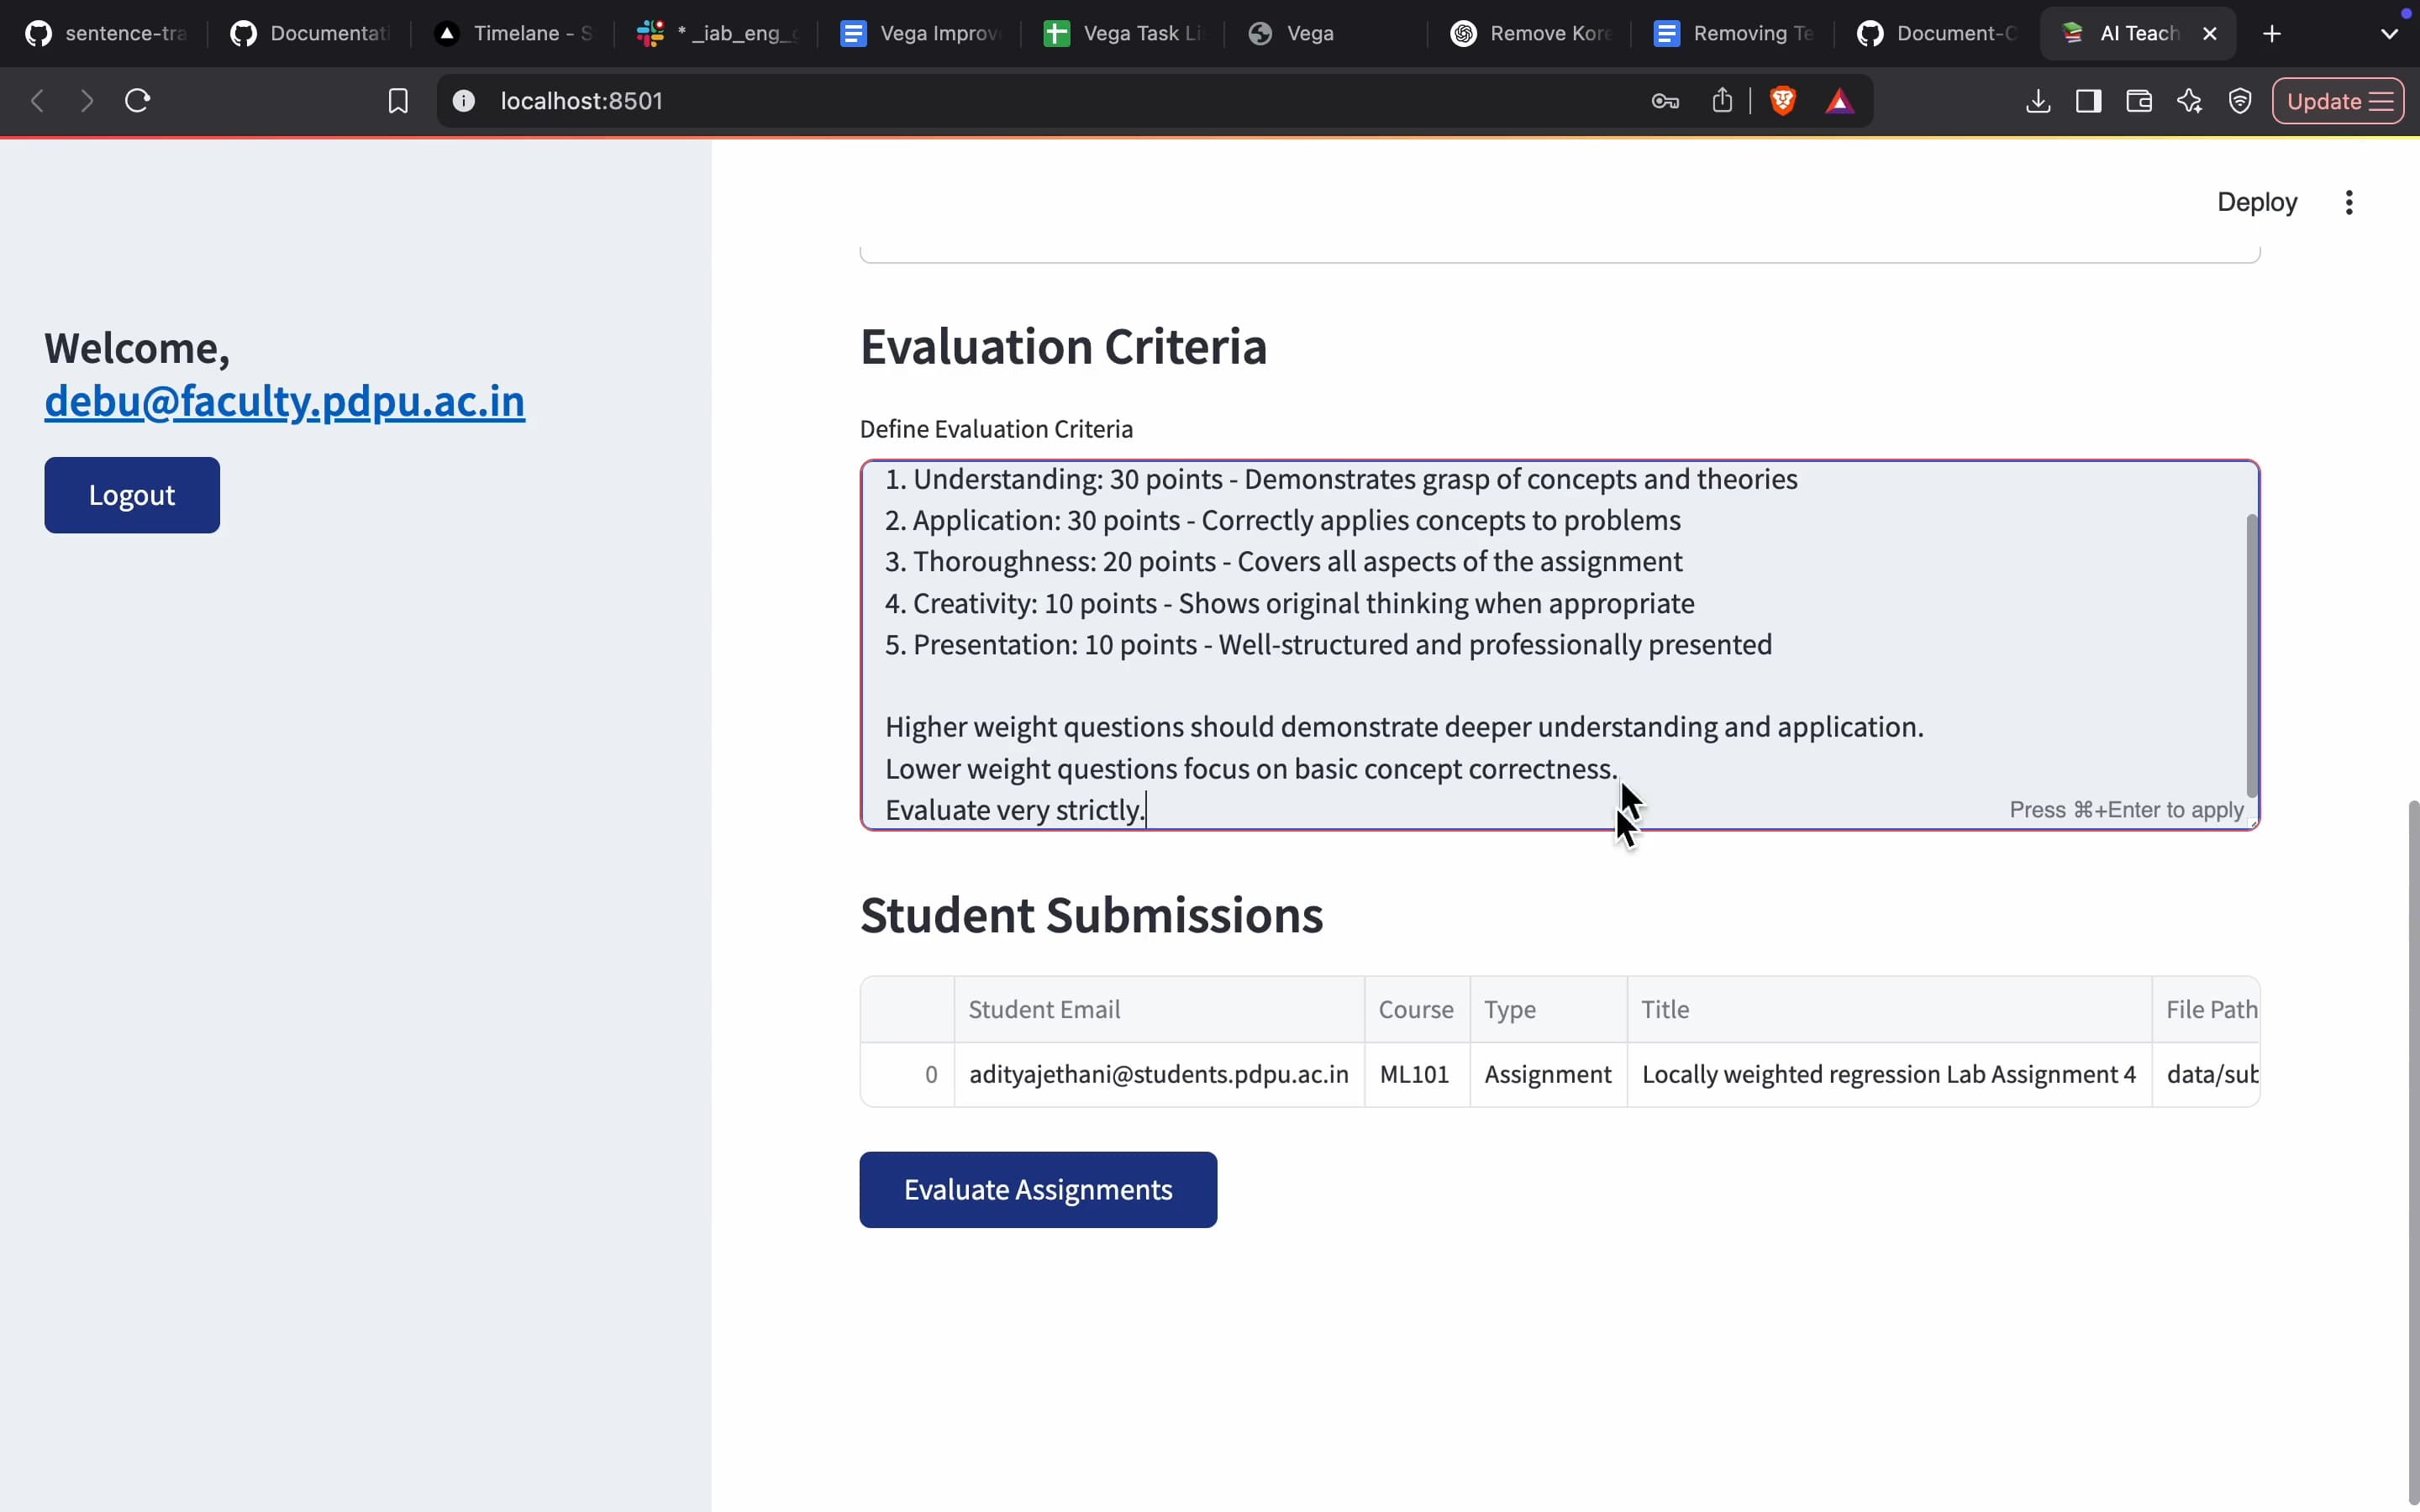 sentence-tra
Documentati
Timelane - S
* _iab_eng_
Vega Improv
Vega Task Li
Vega
Remove Kore
Removing Te
Document-C
AI Teach
localhost:8501
Update
Deploy
Welcome,
debu@faculty.pdpu.ac.in
Logout
Evaluation Criteria
Define Evaluation Criteria
1. Understanding: 30 points - Demonstrates grasp of concepts and theories
2. Application: 30 points - Correctly applies concepts to problems
3. Thoroughness: 20 points - Covers all aspects of the assignment
4. Creativity: 10 points - Shows original thinking when appropriate
5. Presentation: 10 points - Well-structured and professionally presented
Higher weight questions should demonstrate deeper understanding and application.
Lower weight questions focus on basic concept correctness.
Evaluate very strictly.
Press ⌘+Enter to apply
Student Submissions
Student Email Course Type Title File Path
0 adityajethani@students.pdpu.ac.in ML101 Assignment Locally weighted regression Lab Assignment 4 data/sub
Evaluate Assignments